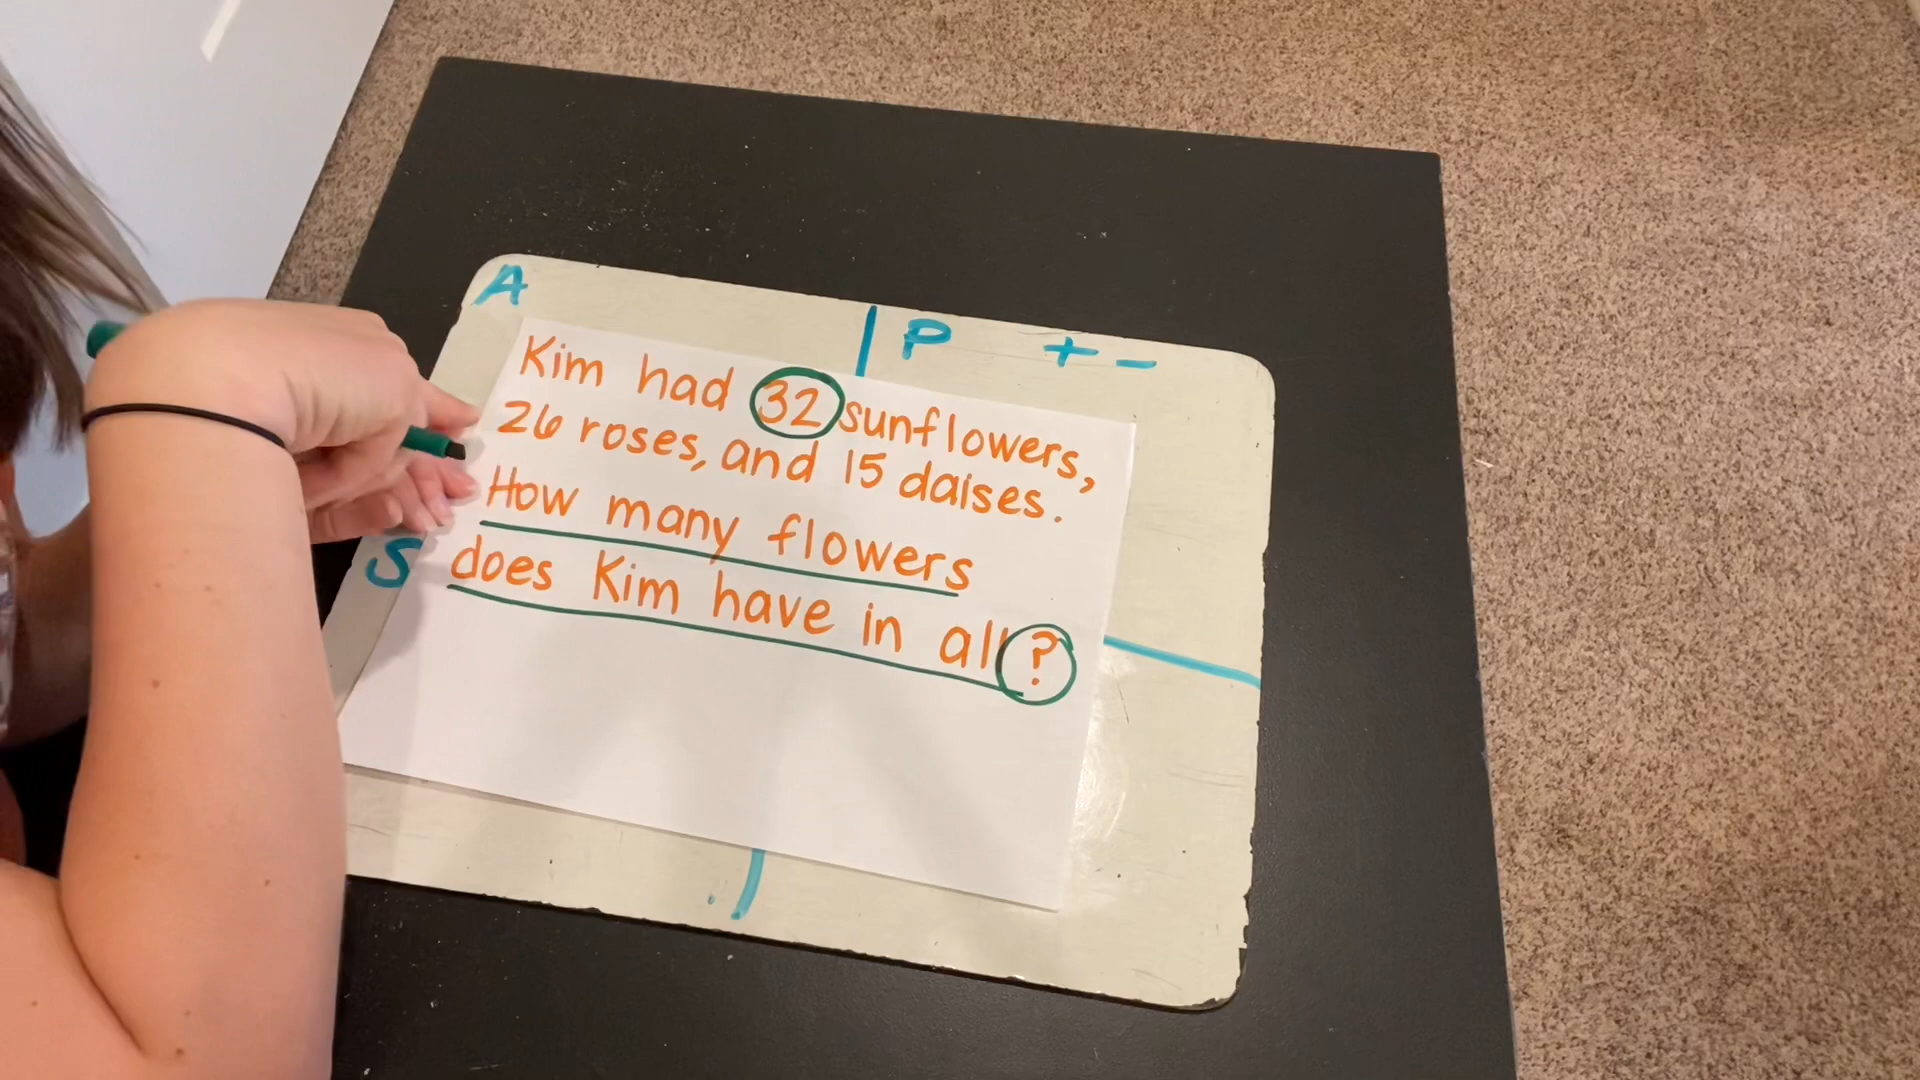 A
P + -
Kim had 32 sunflowers,
26 roses, and 15 daises.
How many flowers
does Kim have in all?
S